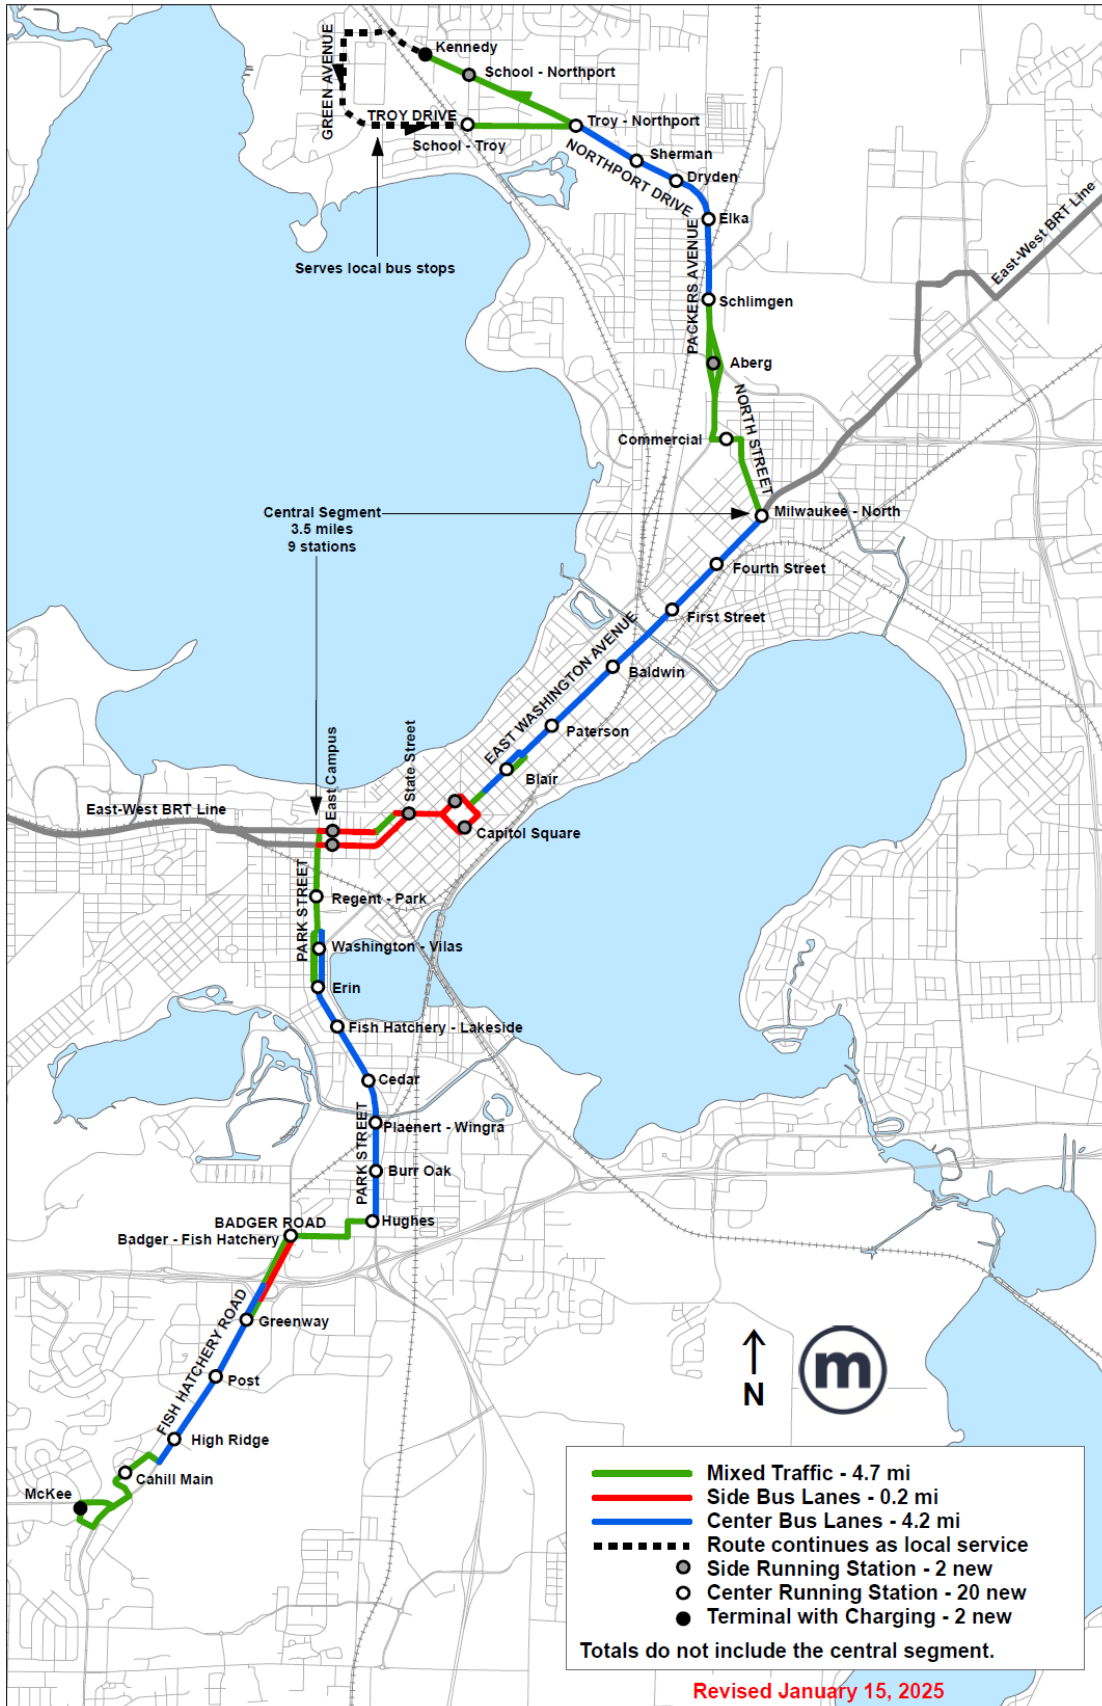 Kennedy
School - Northport
GREEN AVENUE
TROY DRIVE
School - Troy
Troy - Northport
Sherman
NORTHPORT DRIVE
Dryden
Elka
East-West BRT Line
Serves local bus stops
PACKERS AVENUE
Schlimgen
Aberg
NORTH STREET
Commercial
Central Segment
3.5 miles
9 stations
Milwaukee - North
Fourth Street
First Street
Baldwin
EAST WASHINGTON AVENUE
Paterson
Blair
State Street
East Campus
East-West BRT Line
Capitol Square
PARK STREET
Regent - Park
Washington - Vilas
Erin
Fish Hatchery - Lakeside
Cedar
PARK STREET
Plaenert - Wingra
Burr Oak
BADGER ROAD
Hughes
Badger - Fish Hatchery
FISH HATCHERY ROAD
Greenway
Post
High Ridge
Cahill Main
McKee
N
m
Mixed Traffic - 4.7 mi
Side Bus Lanes - 0.2 mi
Center Bus Lanes - 4.2 mi
Route continues as local service
Side Running Station - 2 new
Center Running Station - 20 new
Terminal with Charging - 2 new
Totals do not include the central segment.
Revised January 15, 2025